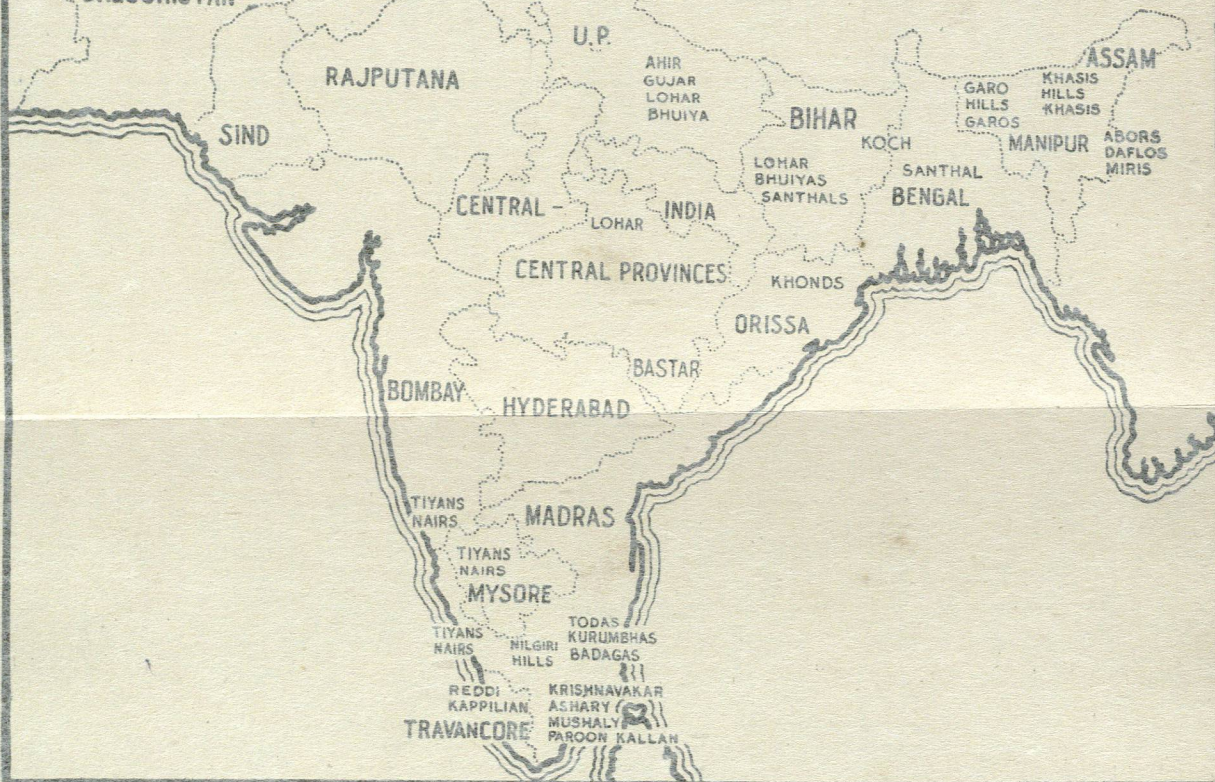 U.P.
RAJPUTANA
AHIR
GUJAR
LOHAR
BHUIYA
ASSAM
GARO
HILLS
GAROS
KHASIS
HILLS
KHASIS
SIND
BIHAR
KOCH
MANIPUR
ABORS
DAFLOS
MIRIS
LOHAR
BHUIYAS
SANTHALS
SANTHAL
BENGAL
CENTRAL - INDIA
LOHAR
CENTRAL PROVINCES
KHONDS
ORISSA
BASTAR
BOMBAY
HYDERABAD
TIYANS
NAIRS
MADRAS
TIYANS
NAIRS
MYSORE
TIYANS
NAIRS
NILGIRI
HILLS
TODAS
KURUMBHAS
BADAGAS
REDDI
KAPPILIAN
TRAVANCORE
KRISHNAVAKAR
ASHARY
MUSHALY
PAROON KALLAN